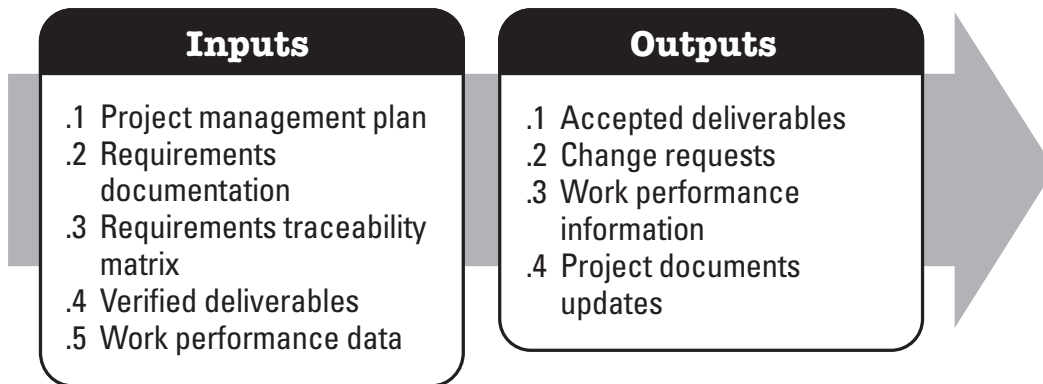 Inputs
.1 Project management plan
.2 Requirements
documentation
.3 Requirements traceability
matrix
.4 Verified deliverables
.5 Work performance data
Outputs
.1 Accepted deliverables
.2 Change requests
.3 Work performance
information
.4 Project documents
updates